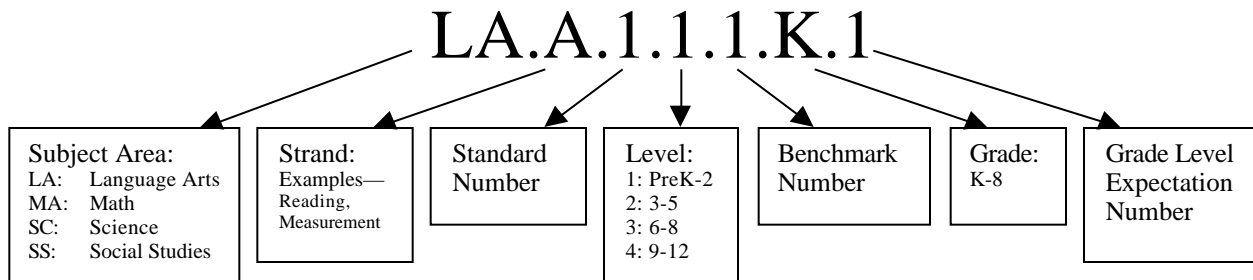 LA.A.1.1.1.K.1
Subject Area:
LA: Language Arts
MA: Math
SC: Science
SS: Social Studies
Strand:
Examples—
Reading,
Measurement
Standard
Number
Level:
1: PreK-2
2: 3-5
3: 6-8
4: 9-12
Benchmark
Number
Grade:
K-8
Grade Level
Expectation
Number